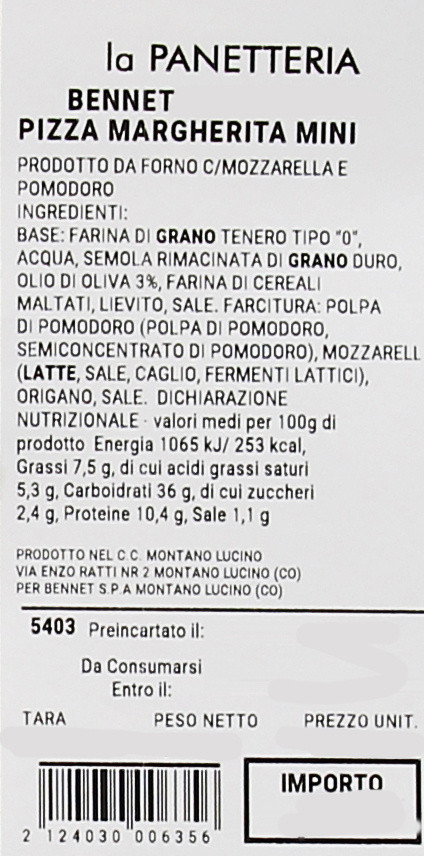 la PANETTERIA
BENNET
PIZZA MARGHERITA MINI
PRODOTTO DA FORNO C/MOZZARELLA E
POMODORO
INGREDIENTI:
BASE: FARINA DI GRANO TENERO TIPO "0",
ACQUA, SEMOLA RIMACINATA DI GRANO DURO,
OLIO DI OLIVA 3%, FARINA DI CEREALI
MALTATI, LIEVITO, SALE. FARCITURA: POLPA
DI POMODORO (POLPA DI POMODORO,
SEMICONCENTRATO DI POMODORO), MOZZARELL
(LATTE, SALE, CAGLIO, FERMENTI LATTICI),
ORIGANO, SALE. DICHIARAZIONE
NUTRIZIONALE - valori medi per 100g di
prodotto Energia 1065 kJ/ 253 kcal,
Grassi 7,5 g, di cui acidi grassi saturi
5,3 g, Carboidrati 36 g, di cui zuccheri
2,4 g, Proteine 10,4 g, Sale 1,1 g
PRODOTTO NEL C.C. MONTANO LUCINO
VIA ENZO RATTI NR 2 MONTANO LUCINO (CO)
PER BENNET S.P.A MONTANO LUCINO (CO)
5403 Preincartato il:
Da Consumarsi
Entro il:
TARA PESO NETTO PREZZO UNIT.
IMPORTO
2 124030 006356